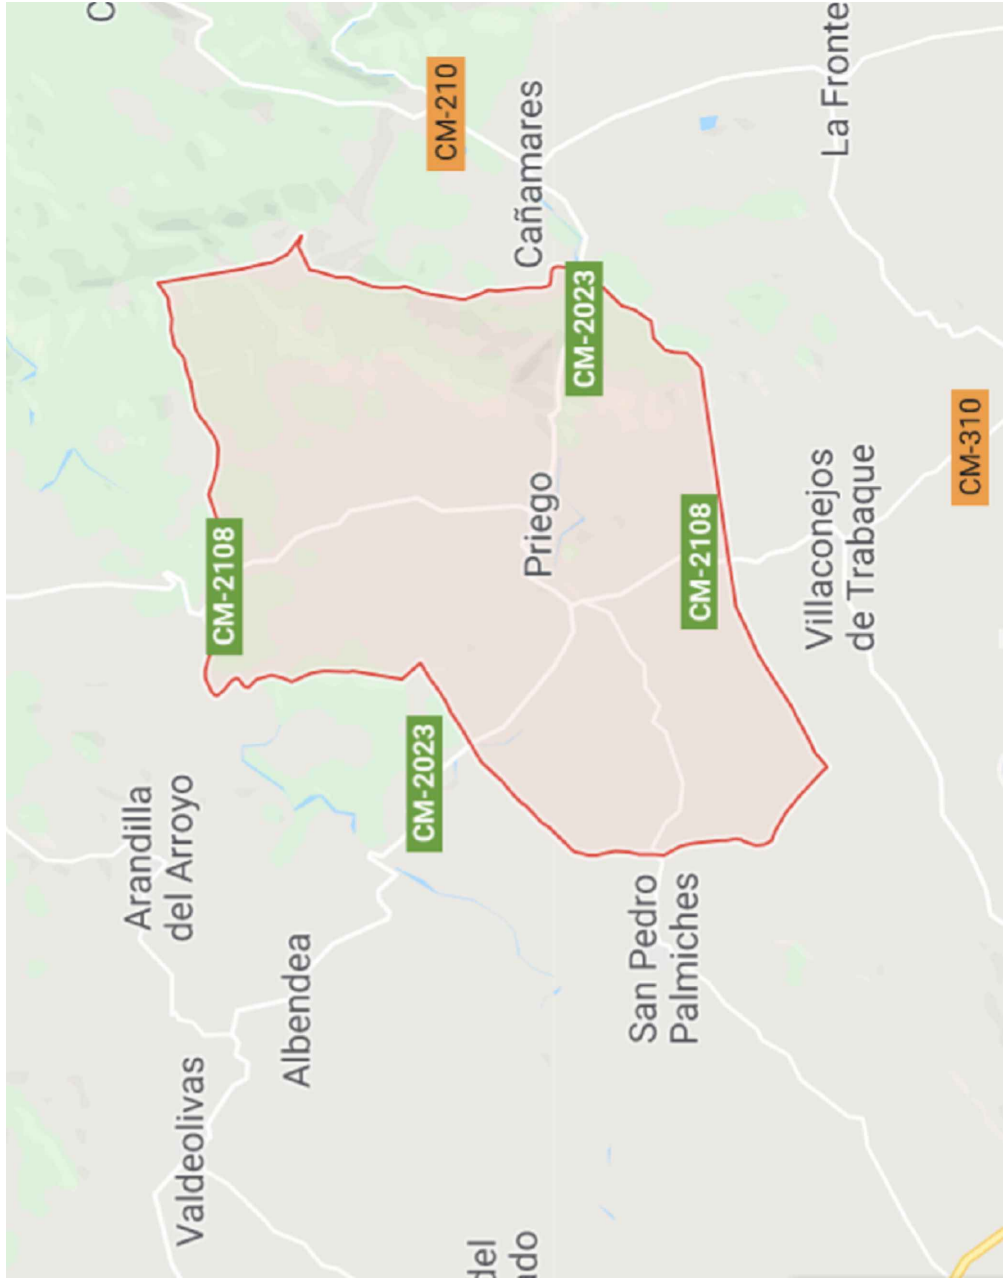 C
Arandilla
del Arroyo
Valdeolivas
CM-2108
Albendea
CM-2023
CM-210
del
Cañamares
Priego
CM-2023
San Pedro
Palmiches
CM-2108
Villaconejos
de Trabaque
La Fronte
CM-310